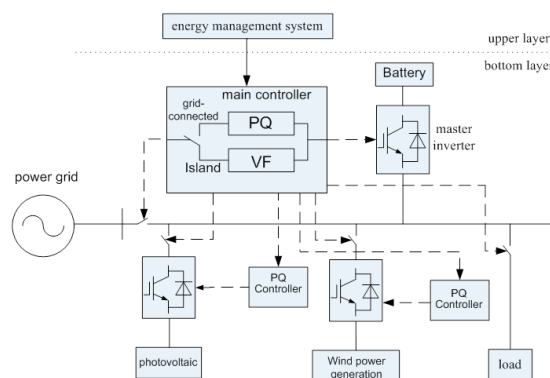 energy management system
upper layer
bottom layer
Battery
main controller
grid-
connected
PQ
VF
Island
master
inverter
power grid
PQ
Controller
PQ
Controller
photovoltaic
Wind power
generation
load